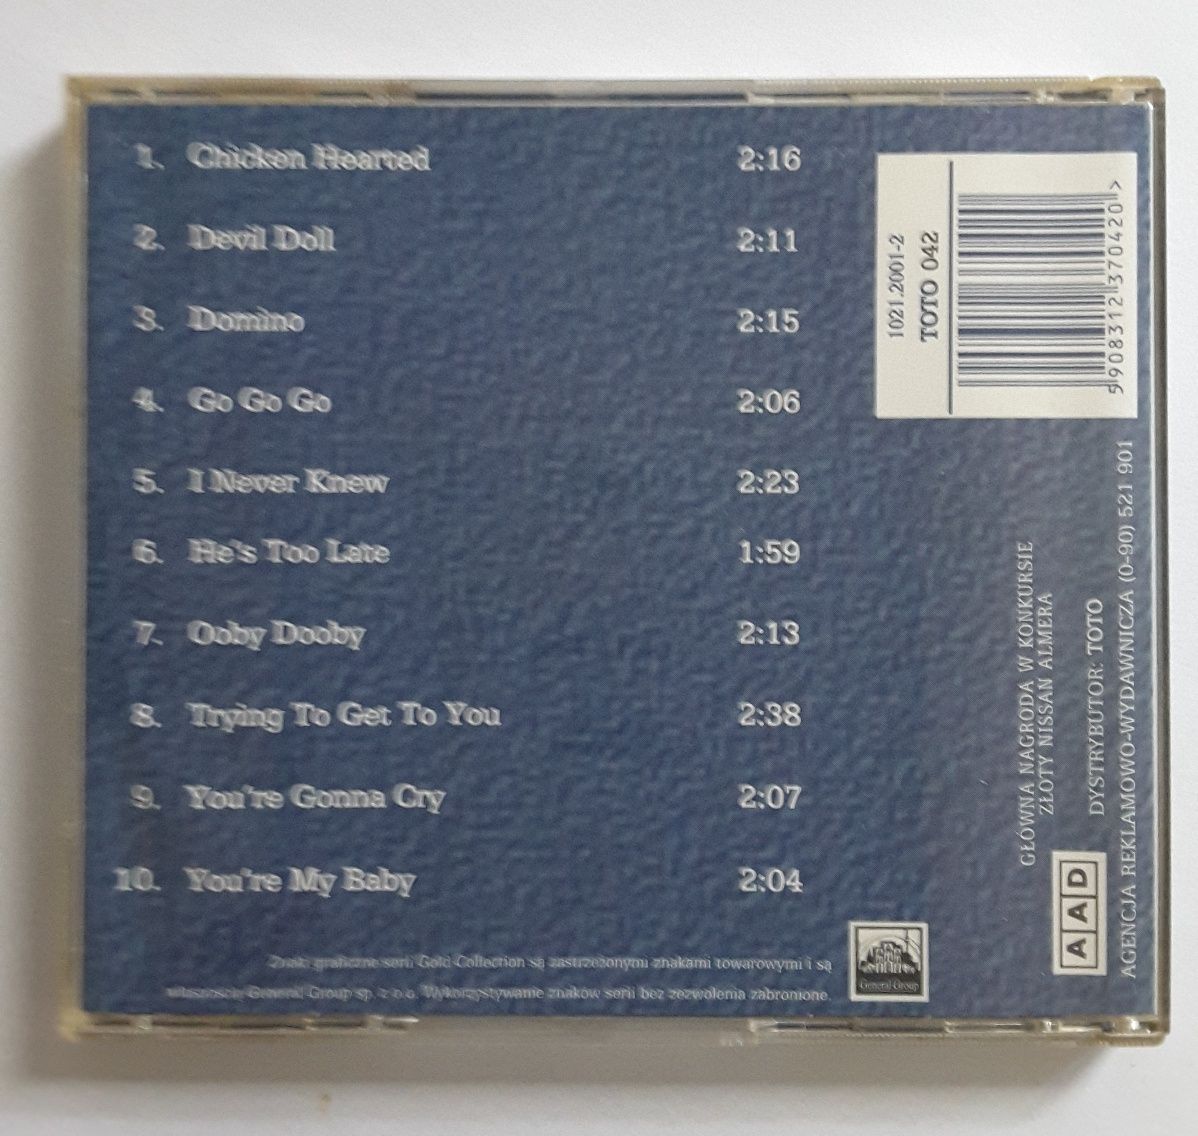 1. Chicken Hearted 2:16
2. Devil Doll 2:11
3. Domino 2:15
4. Go Go Go 2:06
5. I Never Knew 2:23
6. He's Too Late 1:59
7. Ooby Dooby 2:13
8. Trying To Get To You 2:38
9. You're Gonna Cry 2:07
10. You're My Baby 2:04
Znaki graficzne serii Gold Collection są zastrzeżonymi znakami towarowymi i są
własnością General Group sp. z o.o. Wykorzystywanie znaków serii bez zezwolenia zabronione.
General Group
1021.2001-2
TOTO 042
5 908312 370420 >
GŁÓWNA NAGRODA W KONKURSIE
ZŁOTY NISSAN ALMERA
DYSTRYBUTOR: TOTO
AGENCJA REKLAMOWO-WYDAWNICZA (0-90) 521 901
AAD